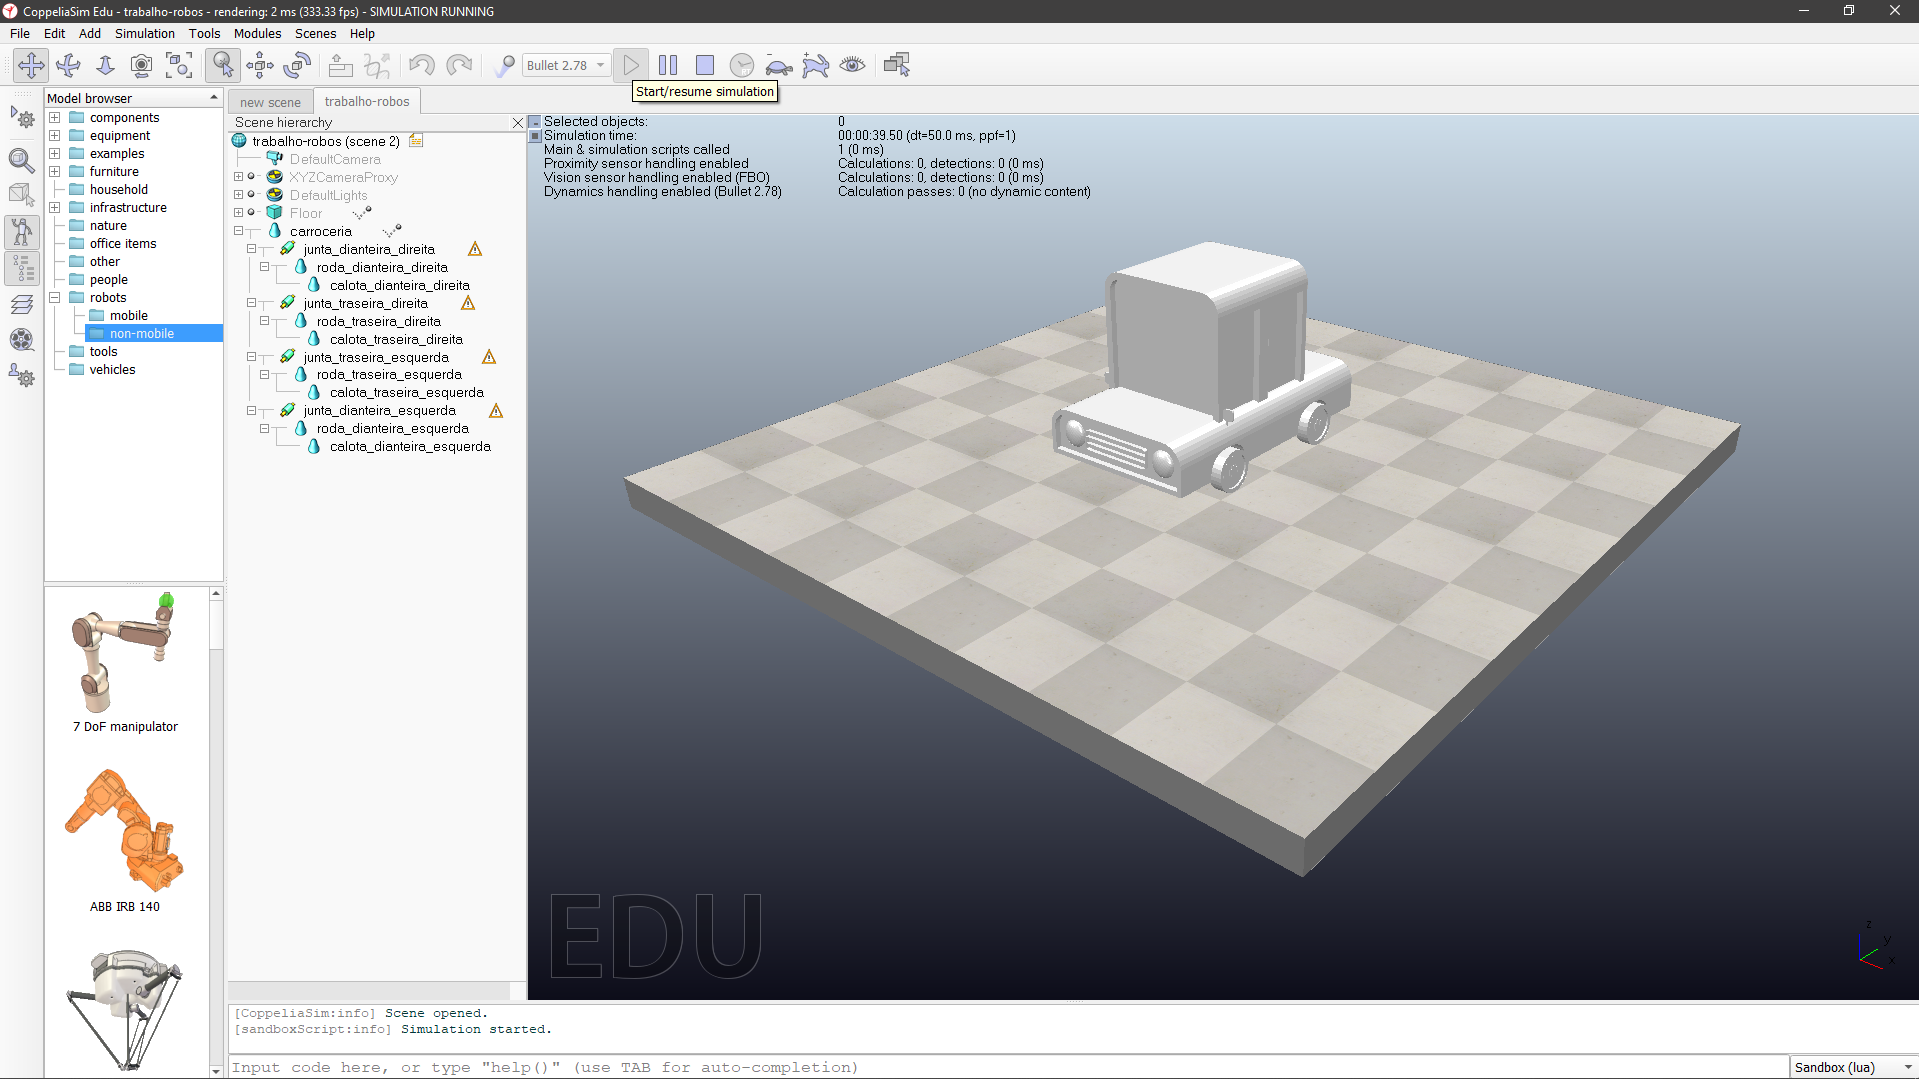 CoppeliaSim Edu - trabalho-robos - rendering: 2 ms (333.33 fps) - SIMULATION RUNNING
File Edit Add Simulation Tools Modules Scenes Help
Bullet 2.78
Start/resume simulation
Model browser
components
equipment
examples
furniture
household
infrastructure
nature
office items
other
people
robots
mobile
non-mobile
tools
vehicles
7 DoF manipulator
ABB IRB 140
new scene
trabalho-robos
Scene hierarchy
trabalho-robos (scene 2)
DefaultCamera
XYZCameraProxy
DefaultLights
Floor
carroceria
junta_dianteira_direita
roda_dianteira_direita
calota_dianteira_direita
junta_traseira_direita
roda_traseira_direita
calota_traseira_direita
junta_traseira_esquerda
roda_traseira_esquerda
calota_traseira_esquerda
junta_dianteira_esquerda
roda_dianteira_esquerda
calota_dianteira_esquerda
Selected objects: 0
Simulation time: 00:00:39.50 (dt=50.0 ms, ppf=1)
Main & simulation scripts called 1 (0 ms)
Proximity sensor handling enabled Calculations: 0, detections: 0 (0 ms)
Vision sensor handling enabled (FBO) Calculations: 0, detections: 0 (0 ms)
Dynamics handling enabled (Bullet 2.78) Calculation passes: 0 (no dynamic content)
EDU
z
y
x
[CoppeliaSim:info] Scene opened.
[sandboxScript:info] Simulation started.
Input code here, or type "help()" (use TAB for auto-completion)
Sandbox (lua)